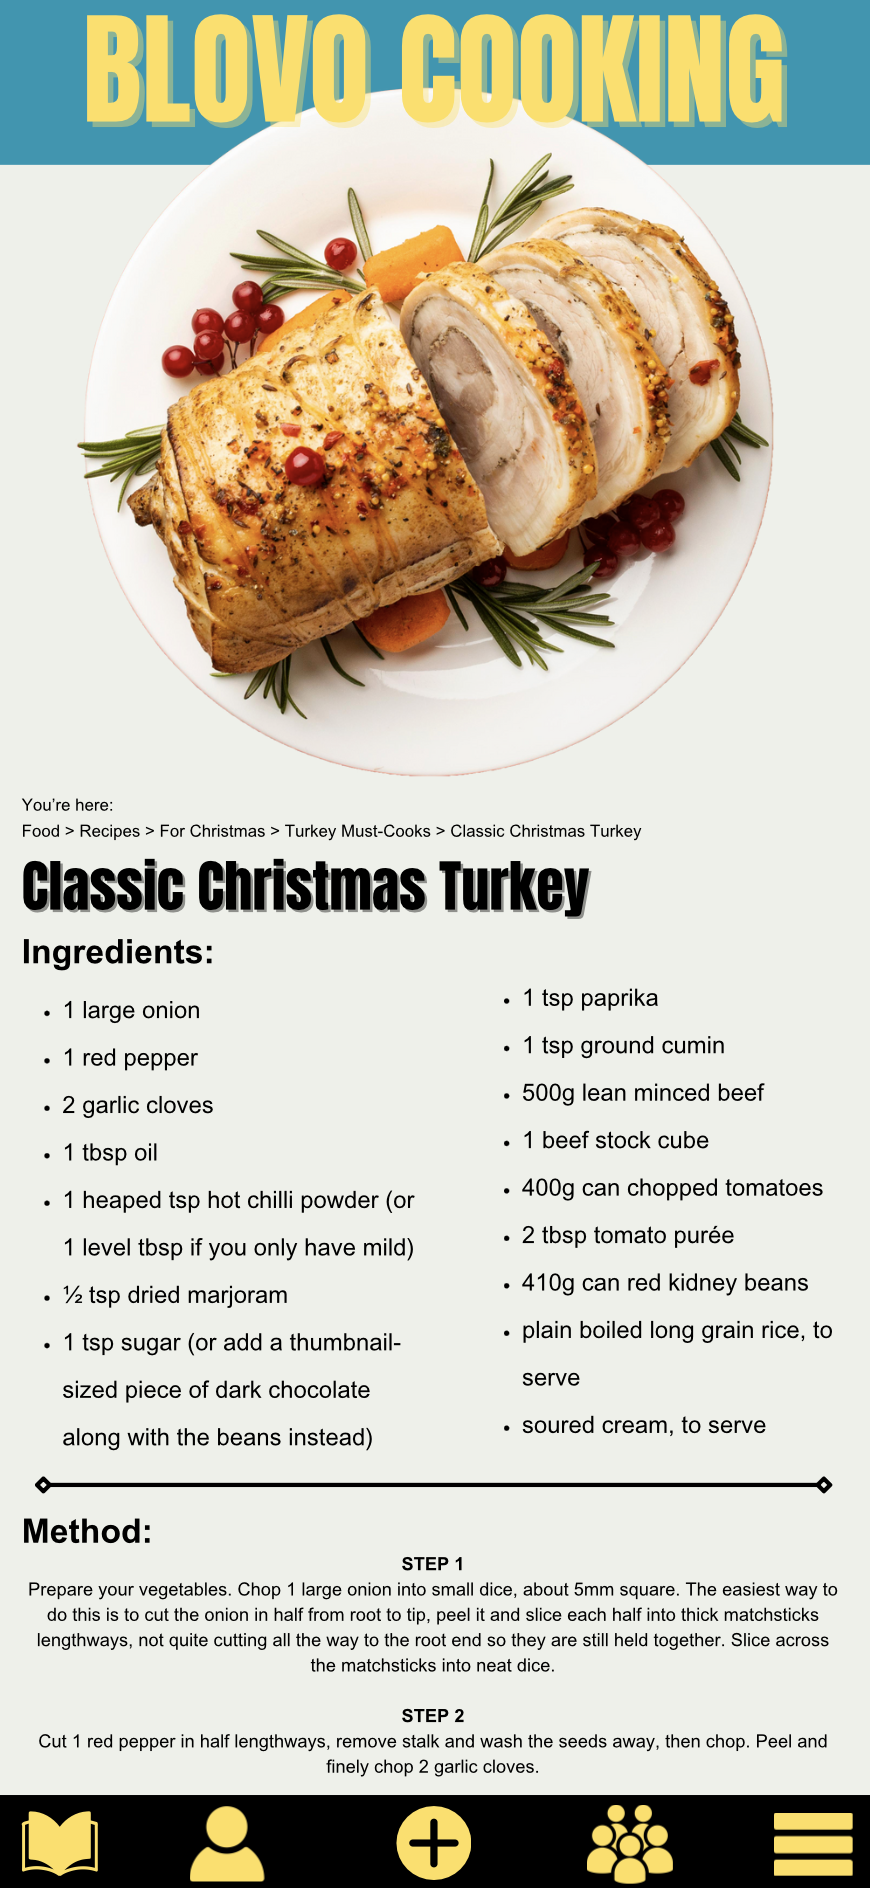 BLOVO COOKING
You’re here:
Food > Recipes > For Christmas > Turkey Must-Cooks > Classic Christmas Turkey
Classic Christmas Turkey
Ingredients:
• 1 large onion
• 1 red pepper
• 2 garlic cloves
• 1 tbsp oil
• 1 heaped tsp hot chilli powder (or
1 level tbsp if you only have mild)
• ½ tsp dried marjoram
• 1 tsp sugar (or add a thumbnail-
sized piece of dark chocolate
along with the beans instead)
• 1 tsp paprika
• 1 tsp ground cumin
• 500g lean minced beef
• 1 beef stock cube
• 400g can chopped tomatoes
• 2 tbsp tomato purée
• 410g can red kidney beans
• plain boiled long grain rice, to
serve
• soured cream, to serve
Method:
STEP 1
Prepare your vegetables. Chop 1 large onion into small dice, about 5mm square. The easiest way to
do this is to cut the onion in half from root to tip, peel it and slice each half into thick matchsticks
lengthways, not quite cutting all the way to the root end so they are still held together. Slice across
the matchsticks into neat dice.
STEP 2
Cut 1 red pepper in half lengthways, remove stalk and wash the seeds away, then chop. Peel and
finely chop 2 garlic cloves.